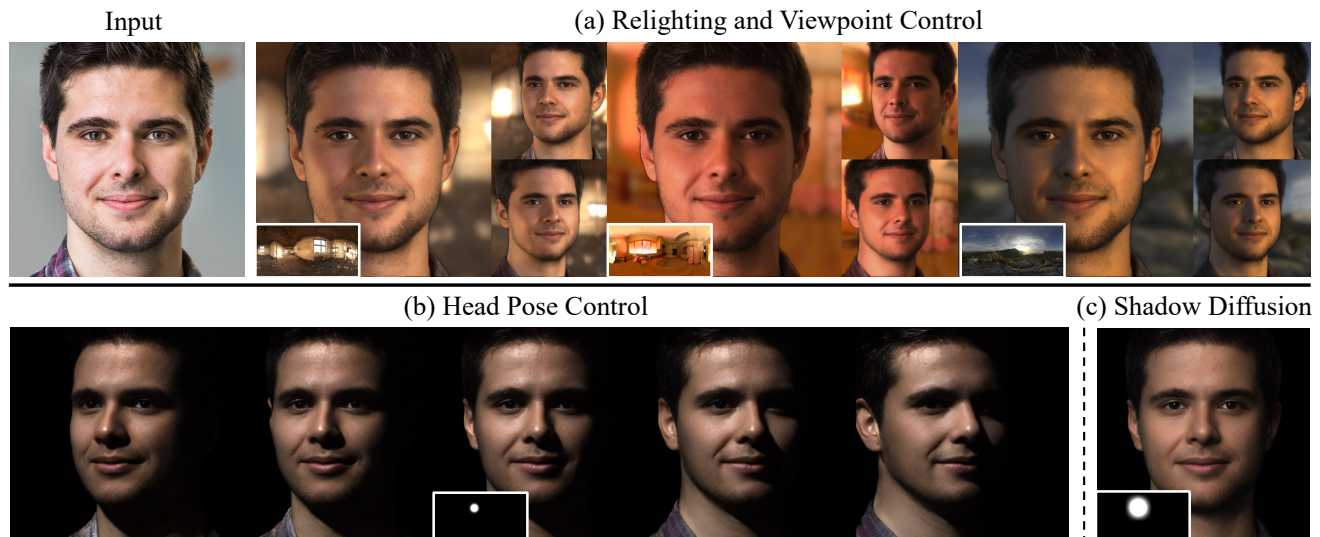 Input
(a) Relighting and Viewpoint Control
(b) Head Pose Control
(c) Shadow Diffusion